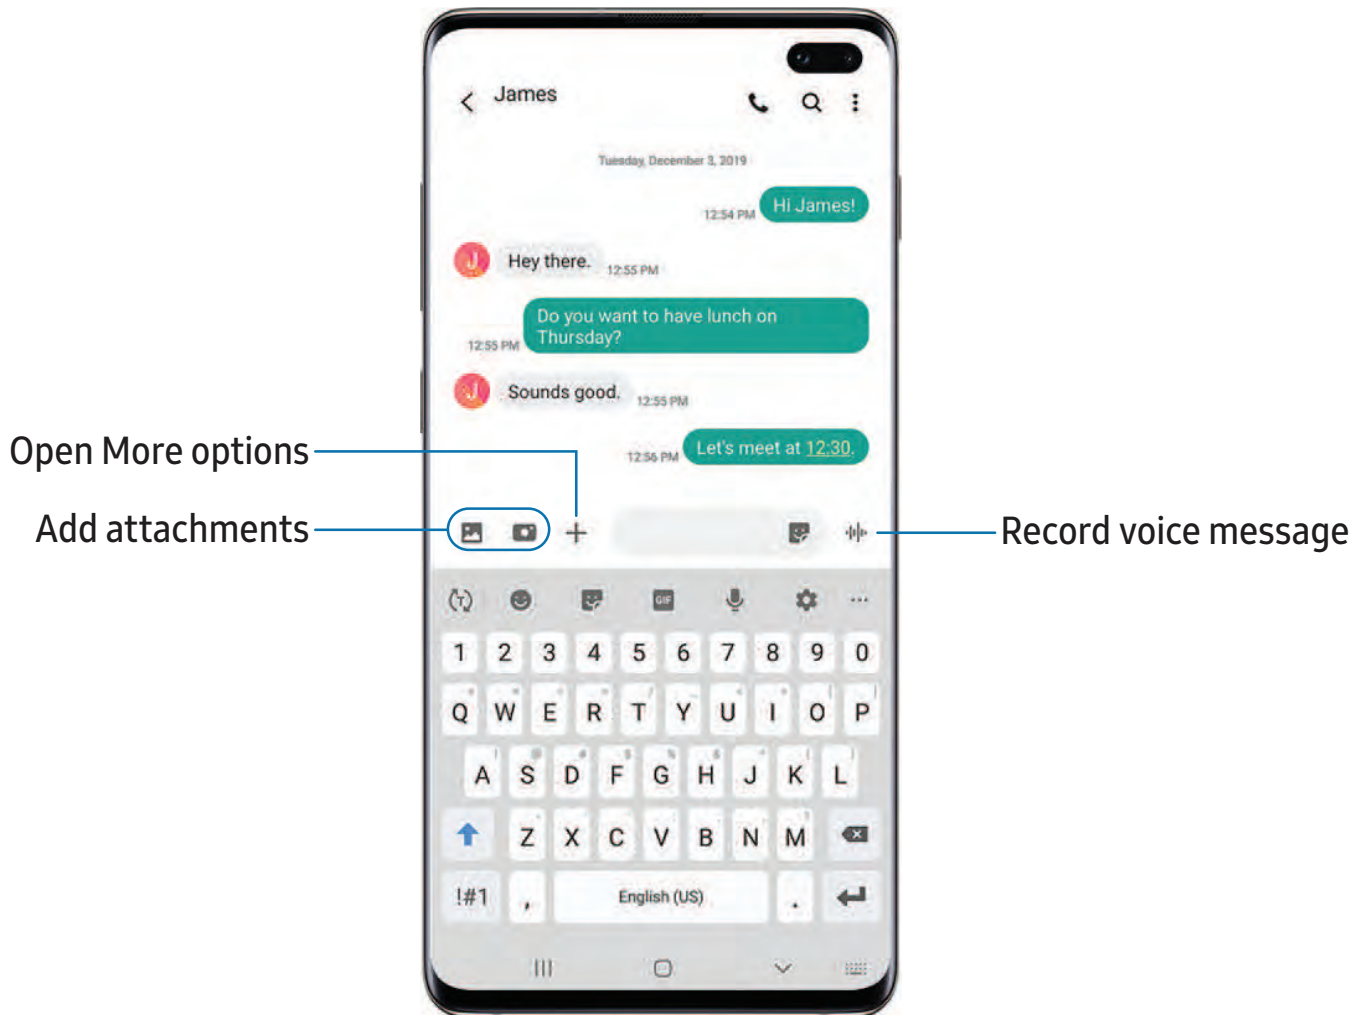 James
Tuesday, December 3, 2019
12:54 PM Hi James!
J Hey there. 12:55 PM
Do you want to have lunch on
12:55 PM Thursday?
J Sounds good. 12:55 PM
Open More options
12:56 PM Let's meet at 12:30.
Add attachments
Record voice message
T GIF
1 2 3 4 5 6 7 8 9 0
Q W E R T Y U I O P
A S D F G H J K L
Z X C V B N M
!#1 , English (US) .